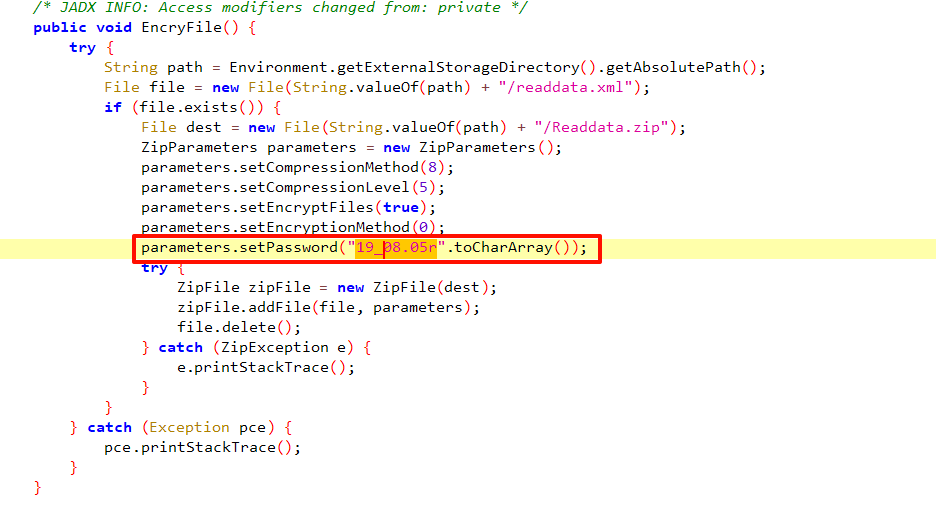 /* JADX INFO: Access modifiers changed from: private */
public void EncryFile() {
try {
String path = Environment.getExternalStorageDirectory().getAbsolutePath();
File file = new File(String.valueOf(path) + "/readdata.xml");
if (file.exists()) {
File dest = new File(String.valueOf(path) + "/Readdata.zip");
ZipParameters parameters = new ZipParameters();
parameters.setCompressionMethod(8);
parameters.setCompressionLevel(5);
parameters.setEncryptFiles(true);
parameters.setEncryptionMethod(0);
parameters.setPassword("19_08.05r".toCharArray());
try {
ZipFile zipFile = new ZipFile(dest);
zipFile.addFile(file, parameters);
file.delete();
} catch (ZipException e) {
e.printStackTrace();
}
}
} catch (Exception pce) {
pce.printStackTrace();
}
}